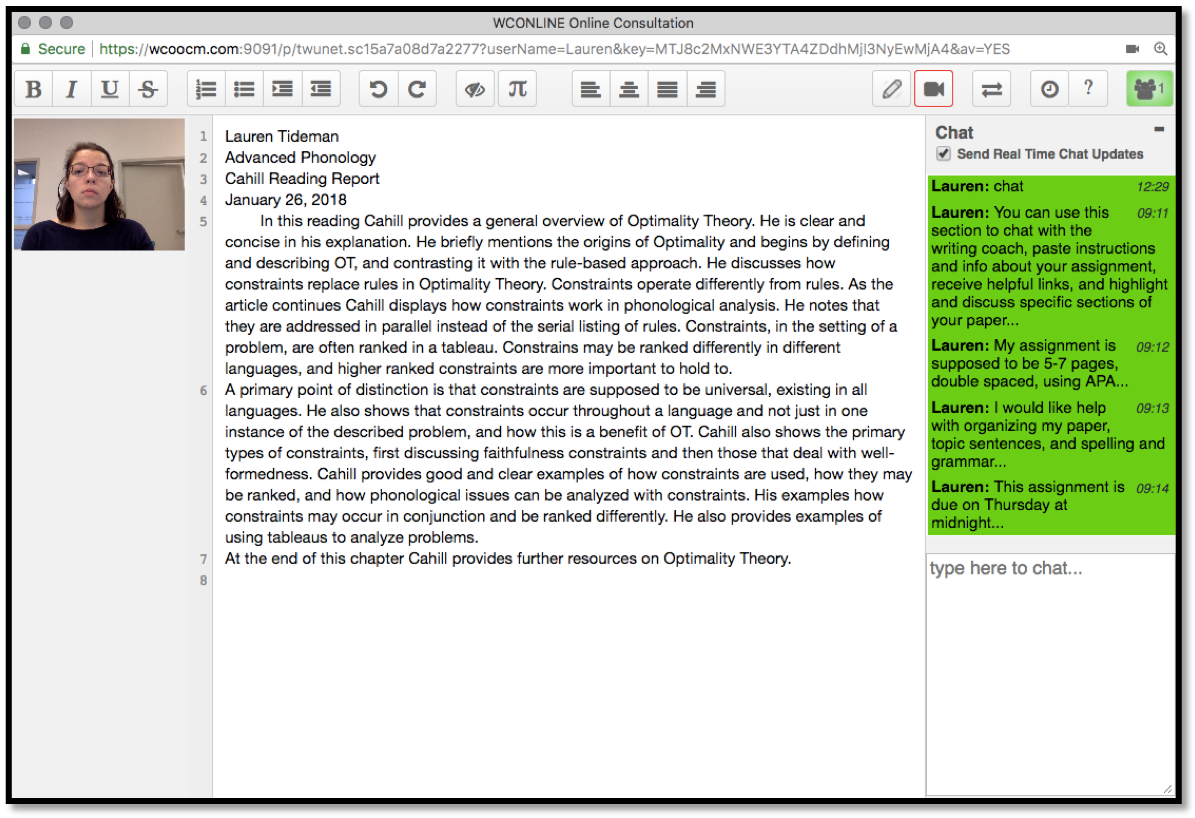 WCONLINE Online Consultation
Secure https://wcoocm.com:9091/p/twunet.sc15a7a08d7a2277?userName=Lauren&key=MTJ8c2MxNWE3YTA4ZDdhMjI3NyEwMjA4&av=YES
B I U S π ? 1
1 Lauren Tideman
2 Advanced Phonology
3 Cahill Reading Report
4 January 26, 2018
5 In this reading Cahill provides a general overview of Optimality Theory. He is clear and
concise in his explanation. He briefly mentions the origins of Optimality and begins by defining
and describing OT, and contrasting it with the rule-based approach. He discusses how
constraints replace rules in Optimality Theory. Constraints operate differently from rules. As the
article continues Cahill displays how constraints work in phonological analysis. He notes that
they are addressed in parallel instead of the serial listing of rules. Constraints, in the setting of a
problem, are often ranked in a tableau. Constrains may be ranked differently in different
languages, and higher ranked constraints are more important to hold to.
6 A primary point of distinction is that constraints are supposed to be universal, existing in all
languages. He also shows that constraints occur throughout a language and not just in one
instance of the described problem, and how this is a benefit of OT. Cahill also shows the primary
types of constraints, first discussing faithfulness constraints and then those that deal with well-
formedness. Cahill provides good and clear examples of how constraints are used, how they may
be ranked, and how phonological issues can be analyzed with constraints. His examples how
constraints may occur in conjunction and be ranked differently. He also provides examples of
using tableaus to analyze problems.
7 At the end of this chapter Cahill provides further resources on Optimality Theory.
8
Chat
Send Real Time Chat Updates
Lauren: chat 12:29
Lauren: You can use this 09:11
section to chat with the
writing coach, paste instructions
and info about your assignment,
receive helpful links, and highlight
and discuss specific sections of
your paper...
Lauren: My assignment is 09:12
supposed to be 5-7 pages,
double spaced, using APA...
Lauren: I would like help 09:13
with organizing my paper,
topic sentences, and spelling and
grammar...
Lauren: This assignment is 09:14
due on Thursday at
midnight...
type here to chat...